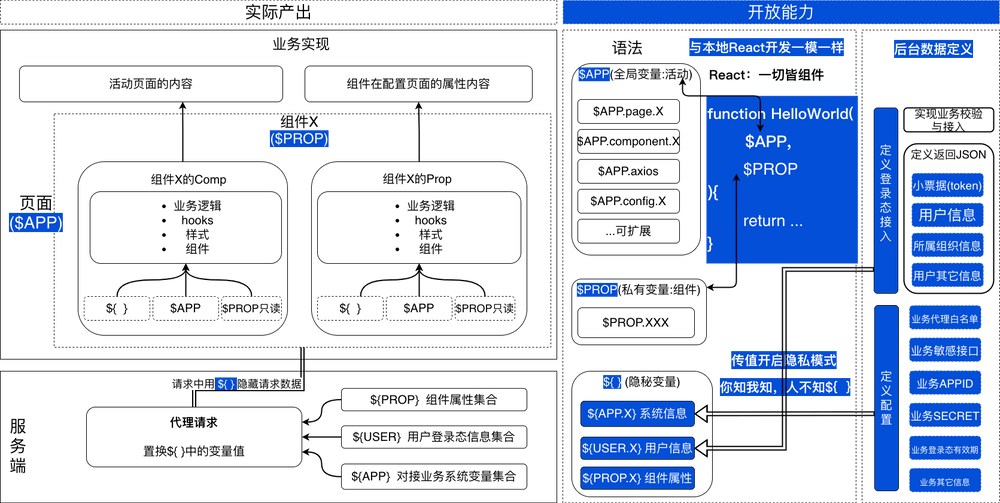 实际产出
业务实现
活动页面的内容
组件在配置页面的属性内容
组件X
($PROP)
页面
($APP)
组件X的Comp
业务逻辑
hooks
样式
组件
${ }
$APP
$PROP只读
组件X的Prop
业务逻辑
hooks
样式
组件
${ }
$APP
$PROP只读
服务端
请求中用 ${ } 隐藏请求数据
代理请求
置换${ }中的变量值
${PROP} 组件属性集合
${USER} 用户登录态信息集合
${APP} 对接业务系统变量集合
开放能力
语法
与本地React开发一模一样
$APP(全局变量:活动)
React：一切皆组件
$APP.page.X
$APP.component.X
$APP.axios
$APP.config.X
...可扩展
function HelloWorld(
$APP,
$PROP
){
return ...
}
$PROP(私有变量:组件)
$PROP.XXX
传值开启隐私模式
你知我知，人不知${ }
${ } (隐秘变量)
${APP.X} 系统信息
${USER.X} 用户信息
${PROP.X} 组件属性
后台数据定义
定义登录态接入
实现业务校验
与接入
定义返回JSON
小票据(token)
用户信息
所属组织信息
用户其它信息
定义配置
业务代理白名单
业务敏感接口
业务APPID
业务SECRET
业务登录态有效期
业务其它信息